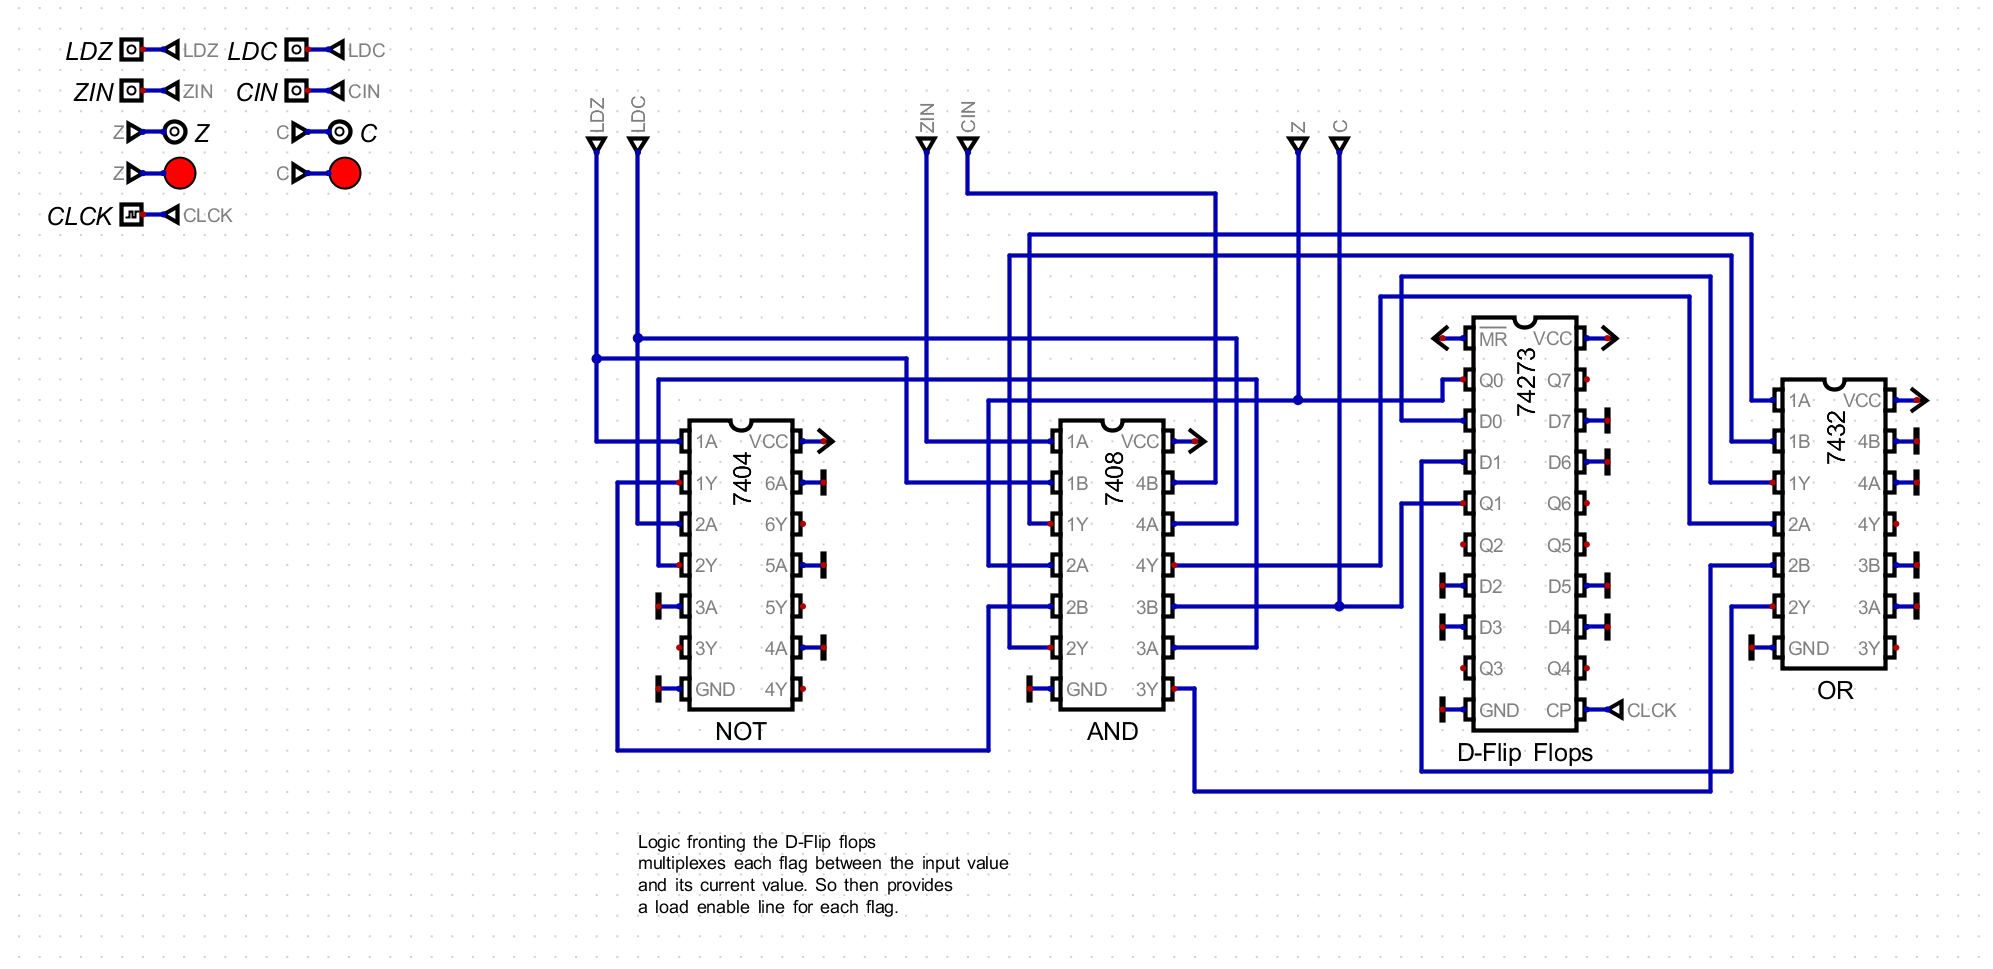 LDZ LDZ LDC LDC
ZIN ZIN CIN CIN
Z Z C C
Z C
CLCK CLCK
LDZ LDC ZIN CIN Z C
7404
1A VCC
1Y 6A
2A 6Y
2Y 5A
3A 5Y
3Y 4A
GND 4Y
NOT
7408
1A VCC
1B 4B
1Y 4A
2A 4Y
2B 3B
2Y 3A
GND 3Y
AND
74273
MR VCC
Q0 Q7
D0 D7
D1 D6
Q1 Q6
Q2 Q5
D2 D5
D3 D4
Q3 Q4
GND CP CLCK
D-Flip Flops
7432
1A VCC
1B 4B
1Y 4A
2A 4Y
2B 3B
2Y 3A
GND 3Y
OR
Logic fronting the D-Flip flops
multiplexes each flag between the input value
and its current value. So then provides
a load enable line for each flag.